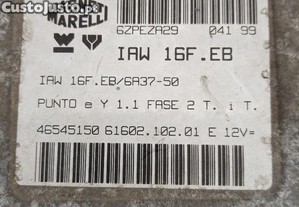 MARELLI
6ZPEZA29 041 99
IAW 16F.EB
IAW 16F.EB/6A37-50
PUNTO e Y 1.1 FASE 2 T. i T.
46545150 61602.102.01 E 12V=
custojusto.pt